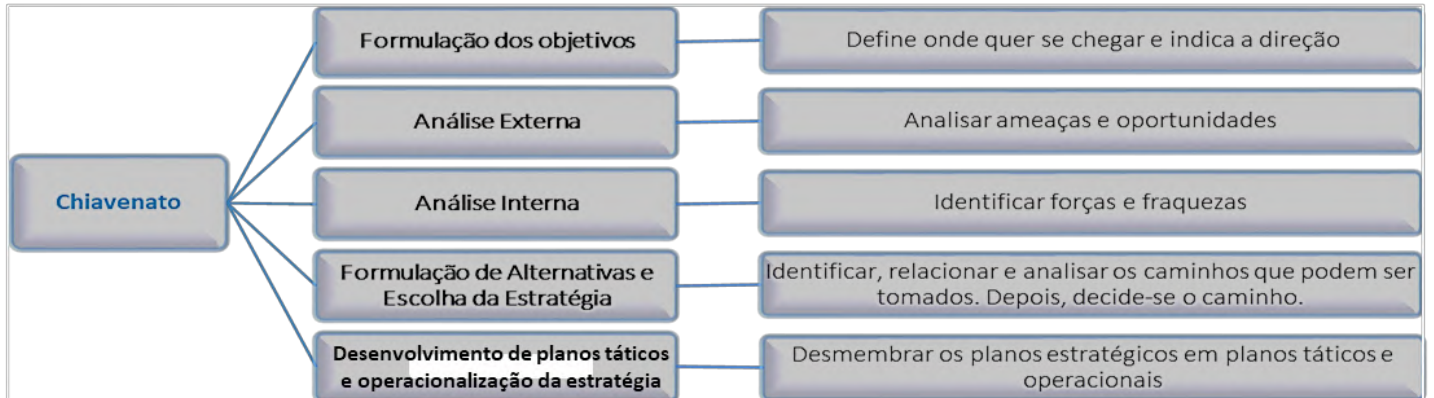 Chiavenato
Formulação dos objetivos
Define onde quer se chegar e indica a direção
Análise Externa
Analisar ameaças e oportunidades
Análise Interna
Identificar forças e fraquezas
Formulação de Alternativas e
Escolha da Estratégia
Identificar, relacionar e analisar os caminhos que podem ser
tomados. Depois, decide-se o caminho.
Desenvolvimento de planos táticos
e operacionalização da estratégia
Desmembrar os planos estratégicos em planos táticos e
operacionais